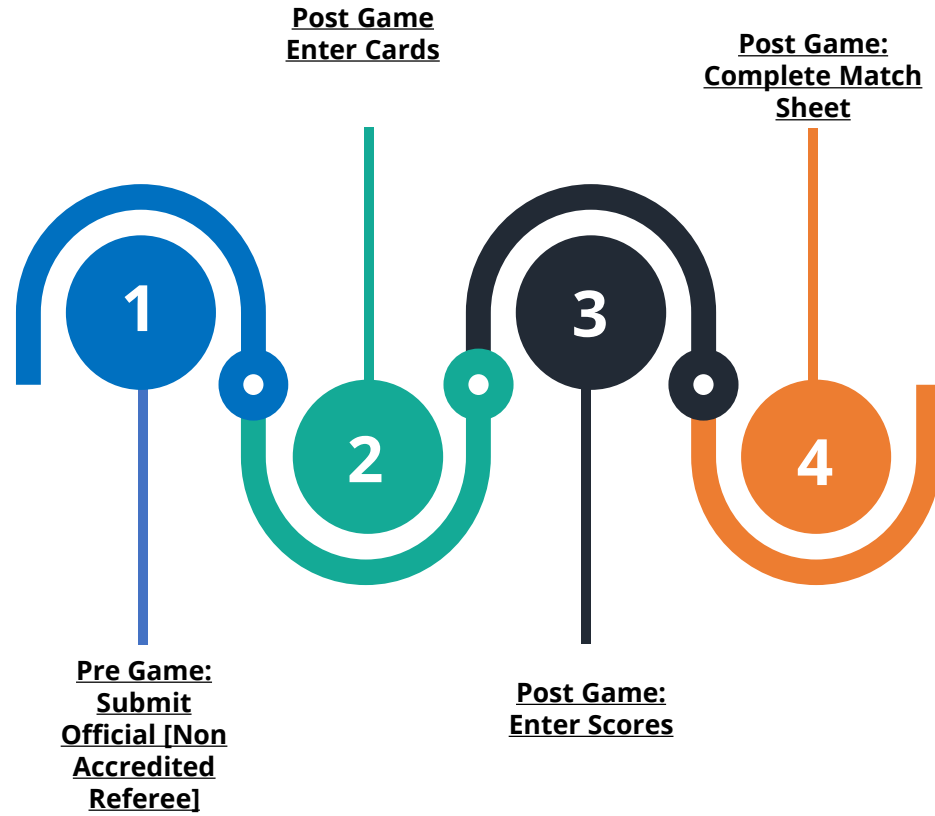 Post Game
Enter Cards
Post Game:
Complete Match
Sheet
1
2
3
4
Pre Game:
Submit
Official [Non
Accredited
Referee]
Post Game:
Enter Scores